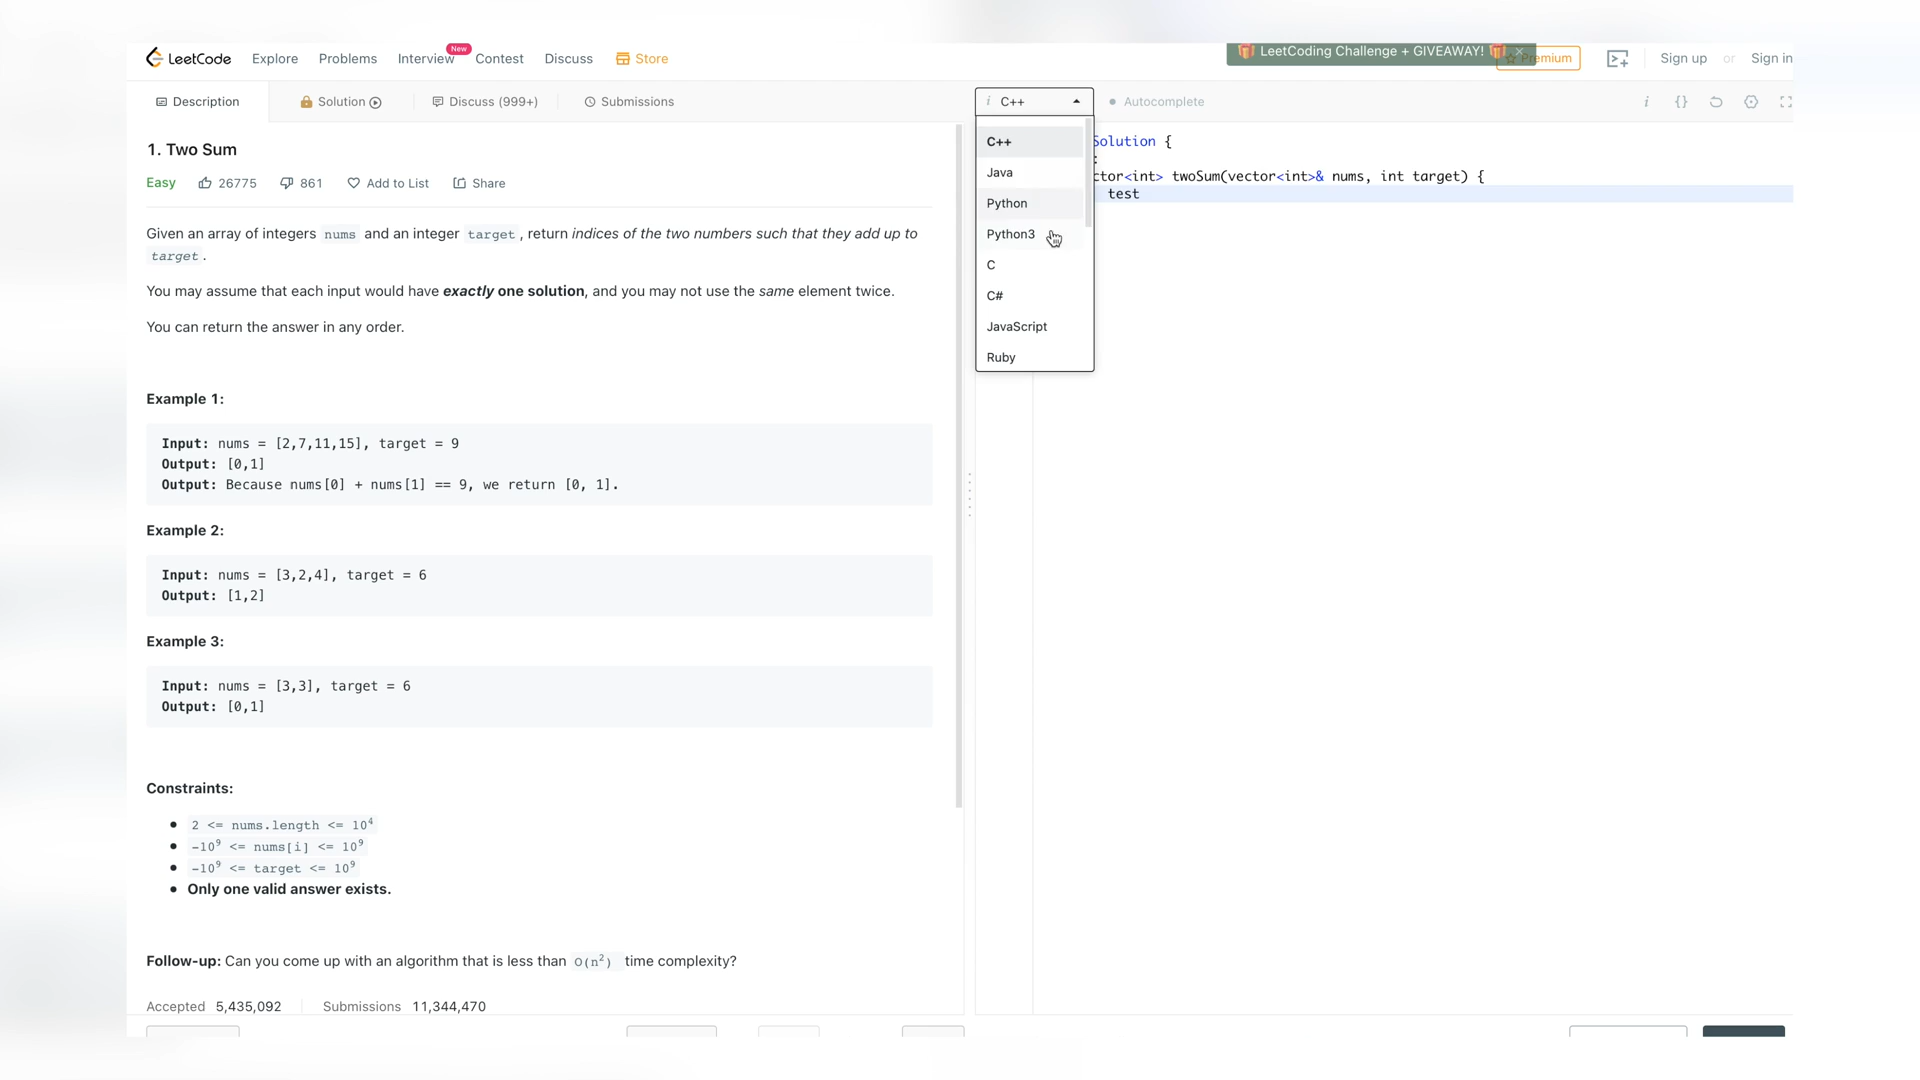 LeetCode Explore Problems Interview New Contest Discuss Store
LeetCoding Challenge + GIVEAWAY! × Premium Sign up or Sign in
Description Solution Discuss (999+) Submissions
i C++ Autocomplete
1. Two Sum
Easy 26775 861 Add to List Share
Given an array of integers nums and an integer target, return indices of the two numbers such that they add up to
target.
You may assume that each input would have exactly one solution, and you may not use the same element twice.
You can return the answer in any order.
Example 1:
Input: nums = [2,7,11,15], target = 9
Output: [0,1]
Output: Because nums[0] + nums[1] == 9, we return [0, 1].
Example 2:
Input: nums = [3,2,4], target = 6
Output: [1,2]
Example 3:
Input: nums = [3,3], target = 6
Output: [0,1]
Constraints:
2 <= nums.length <= 10⁴
-10⁹ <= nums[i] <= 10⁹
-10⁹ <= target <= 10⁹
Only one valid answer exists.
Follow-up: Can you come up with an algorithm that is less than O(n²) time complexity?
Accepted 5,435,092 Submissions 11,344,470
C++
Java
Python
Python3
C
C#
JavaScript
Ruby
Solution {
:
ctor<int> twoSum(vector<int>& nums, int target) {
test